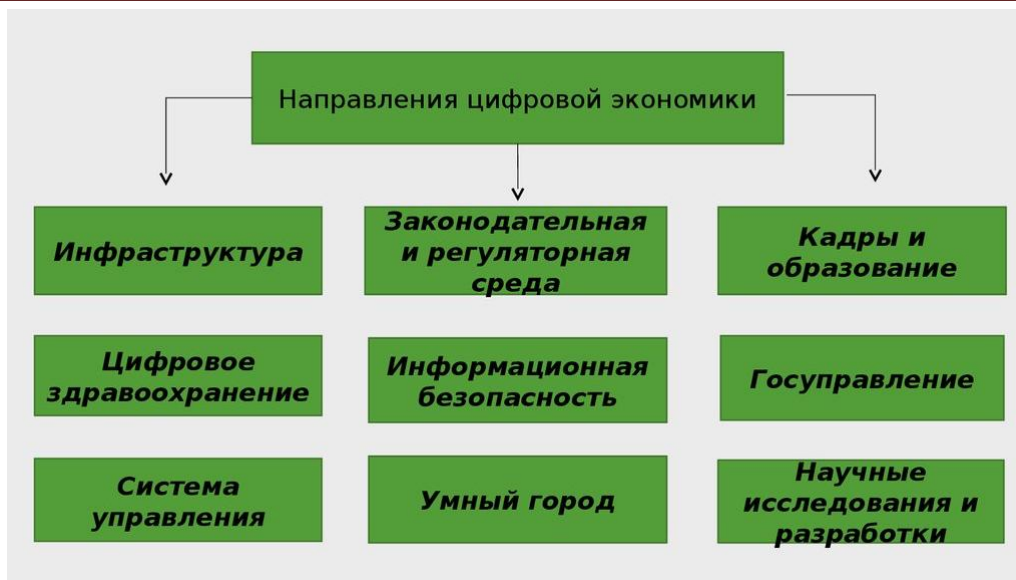 Направления цифровой экономики
Инфраструктура
Законодательная
и регуляторная
среда
Кадры и
образование
Цифровое
здравоохранение
Информационная
безопасность
Госуправление
Система
управления
Умный город
Научные
исследования и
разработки